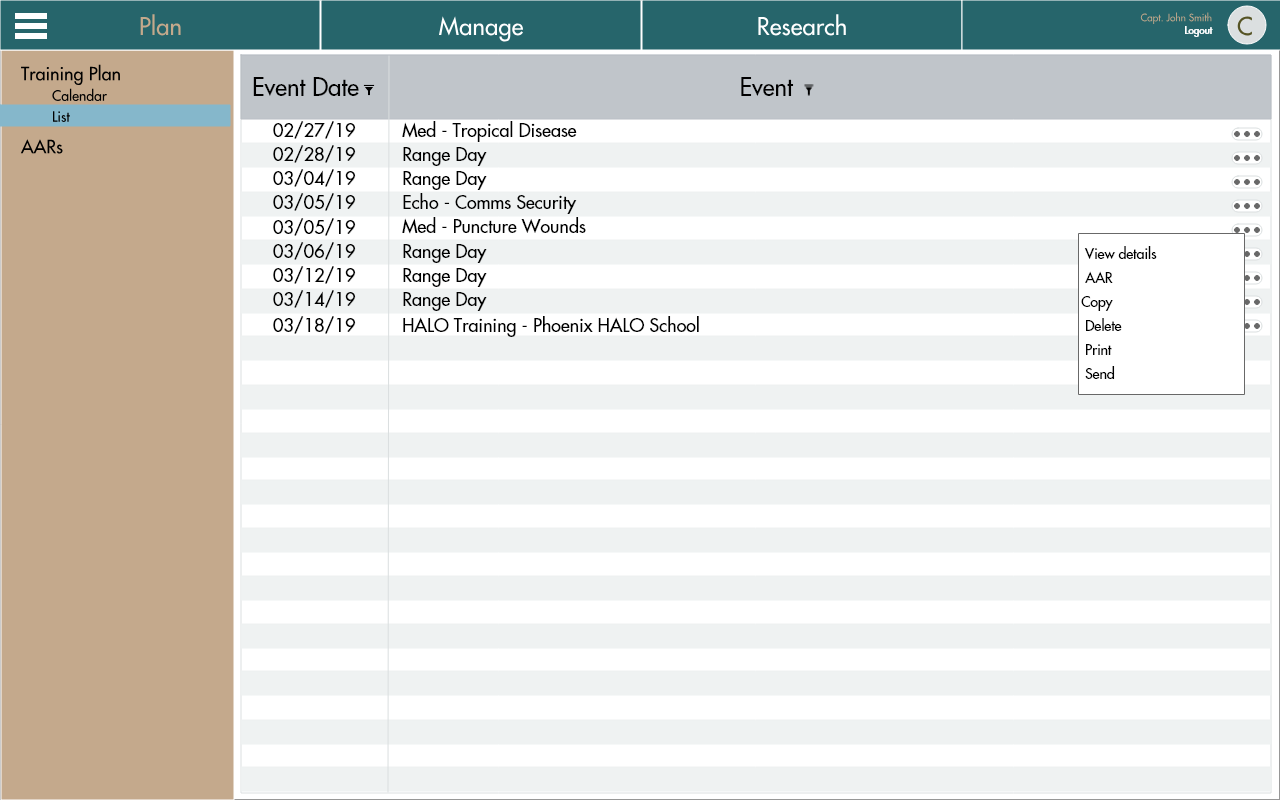 Plan Manage Research Capt. John Smith
Logout
C
Training Plan
Calendar
List
AARs
Event Date Event
02/27/19 Med - Tropical Disease
02/28/19 Range Day
03/04/19 Range Day
03/05/19 Echo - Comms Security
03/05/19 Med - Puncture Wounds
03/06/19 Range Day
03/12/19 Range Day
03/14/19 Range Day
03/18/19 HALO Training - Phoenix HALO School
View details
AAR
Copy
Delete
Print
Send